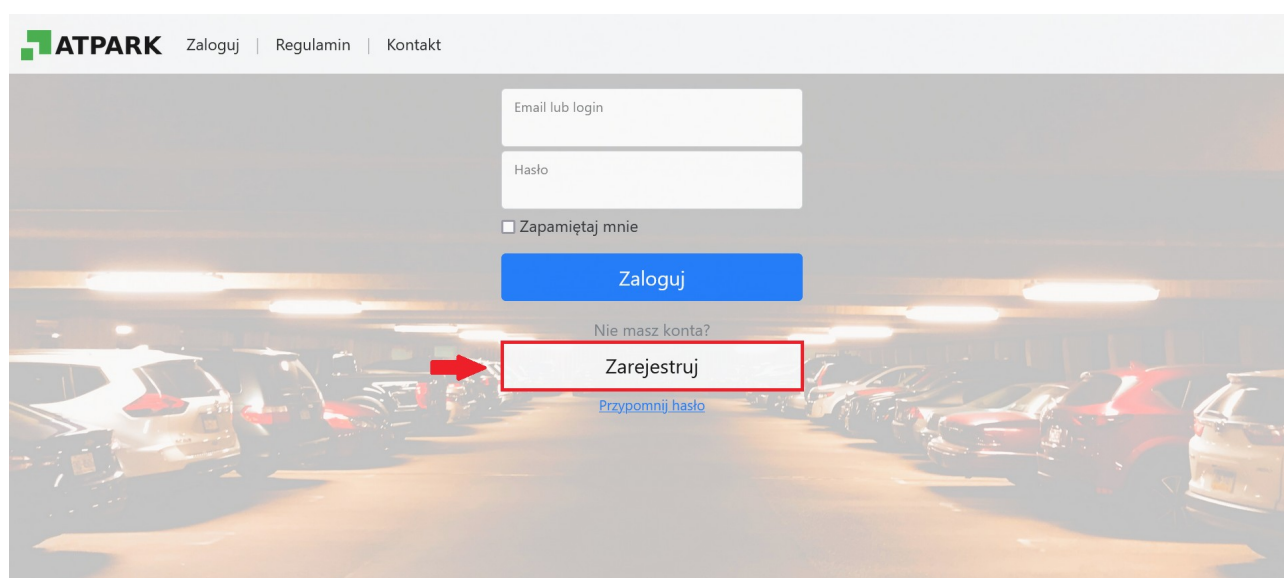 ATPARK Zaloguj | Regulamin | Kontakt
Email lub login
Hasło
Zapamiętaj mnie
Zaloguj
Nie masz konta?
Zarejestruj
Przypomnij hasło